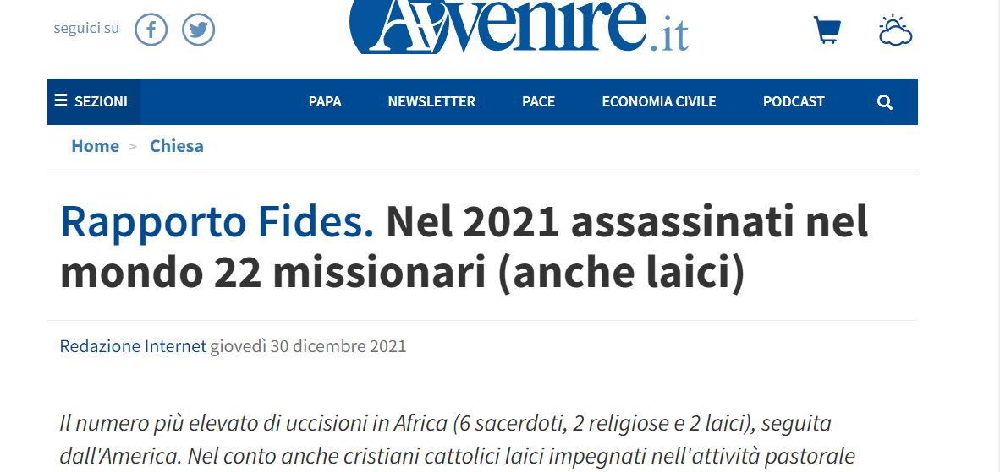 seguici su
Avvenire.it
SEZIONI PAPA NEWSLETTER PACE ECONOMIA CIVILE PODCAST
Home > Chiesa
Rapporto Fides. Nel 2021 assassinati nel
mondo 22 missionari (anche laici)
Redazione Internet giovedì 30 dicembre 2021
Il numero più elevato di uccisioni in Africa (6 sacerdoti, 2 religiose e 2 laici), seguita
dall'America. Nel conto anche cristiani cattolici laici impegnati nell'attività pastorale